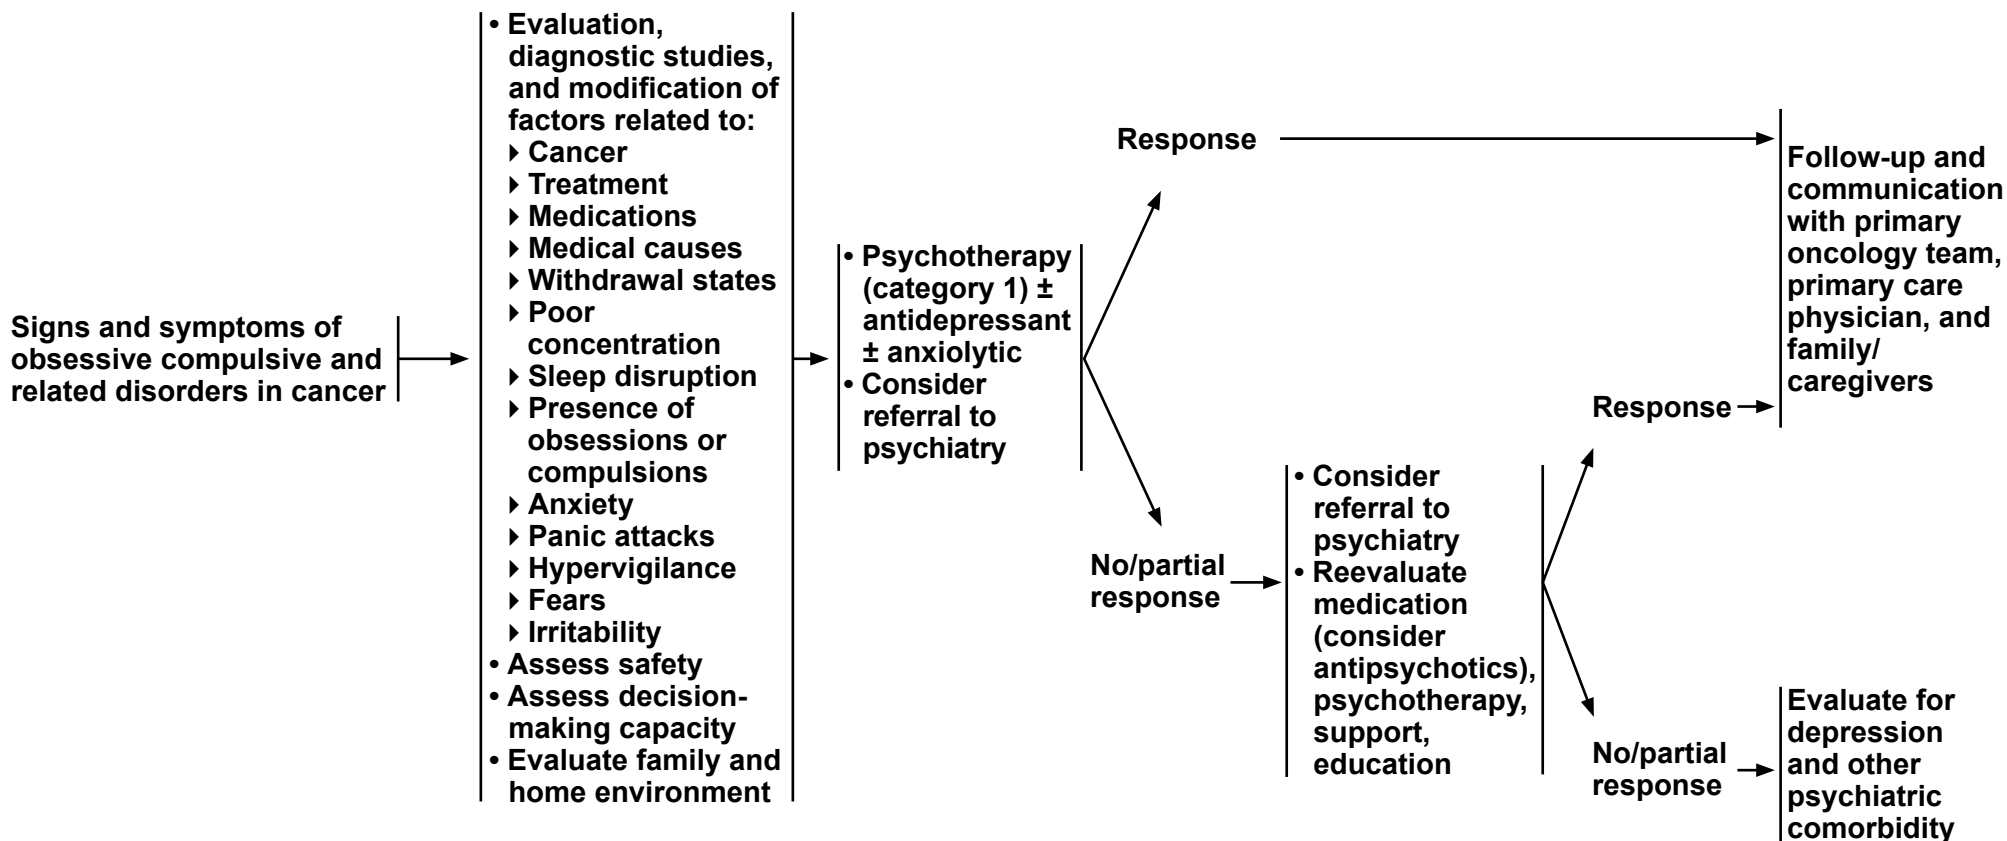 Signs and symptoms of
obsessive compulsive and
related disorders in cancer
• Evaluation,
diagnostic studies,
and modification of
factors related to:
▸ Cancer
▸ Treatment
▸ Medications
▸ Medical causes
▸ Withdrawal states
▸ Poor
concentration
▸ Sleep disruption
▸ Presence of
obsessions or
compulsions
▸ Anxiety
▸ Panic attacks
▸ Hypervigilance
▸ Fears
▸ Irritability
• Assess safety
• Assess decision-
making capacity
• Evaluate family and
home environment
• Psychotherapy
(category 1) ±
antidepressant
± anxiolytic
• Consider
referral to
psychiatry
Response
No/partial
response
• Consider
referral to
psychiatry
• Reevaluate
medication
(consider
antipsychotics),
psychotherapy,
support,
education
Response
No/partial
response
Follow-up and
communication
with primary
oncology team,
primary care
physician, and
family/
caregivers
Evaluate for
depression
and other
psychiatric
comorbidity